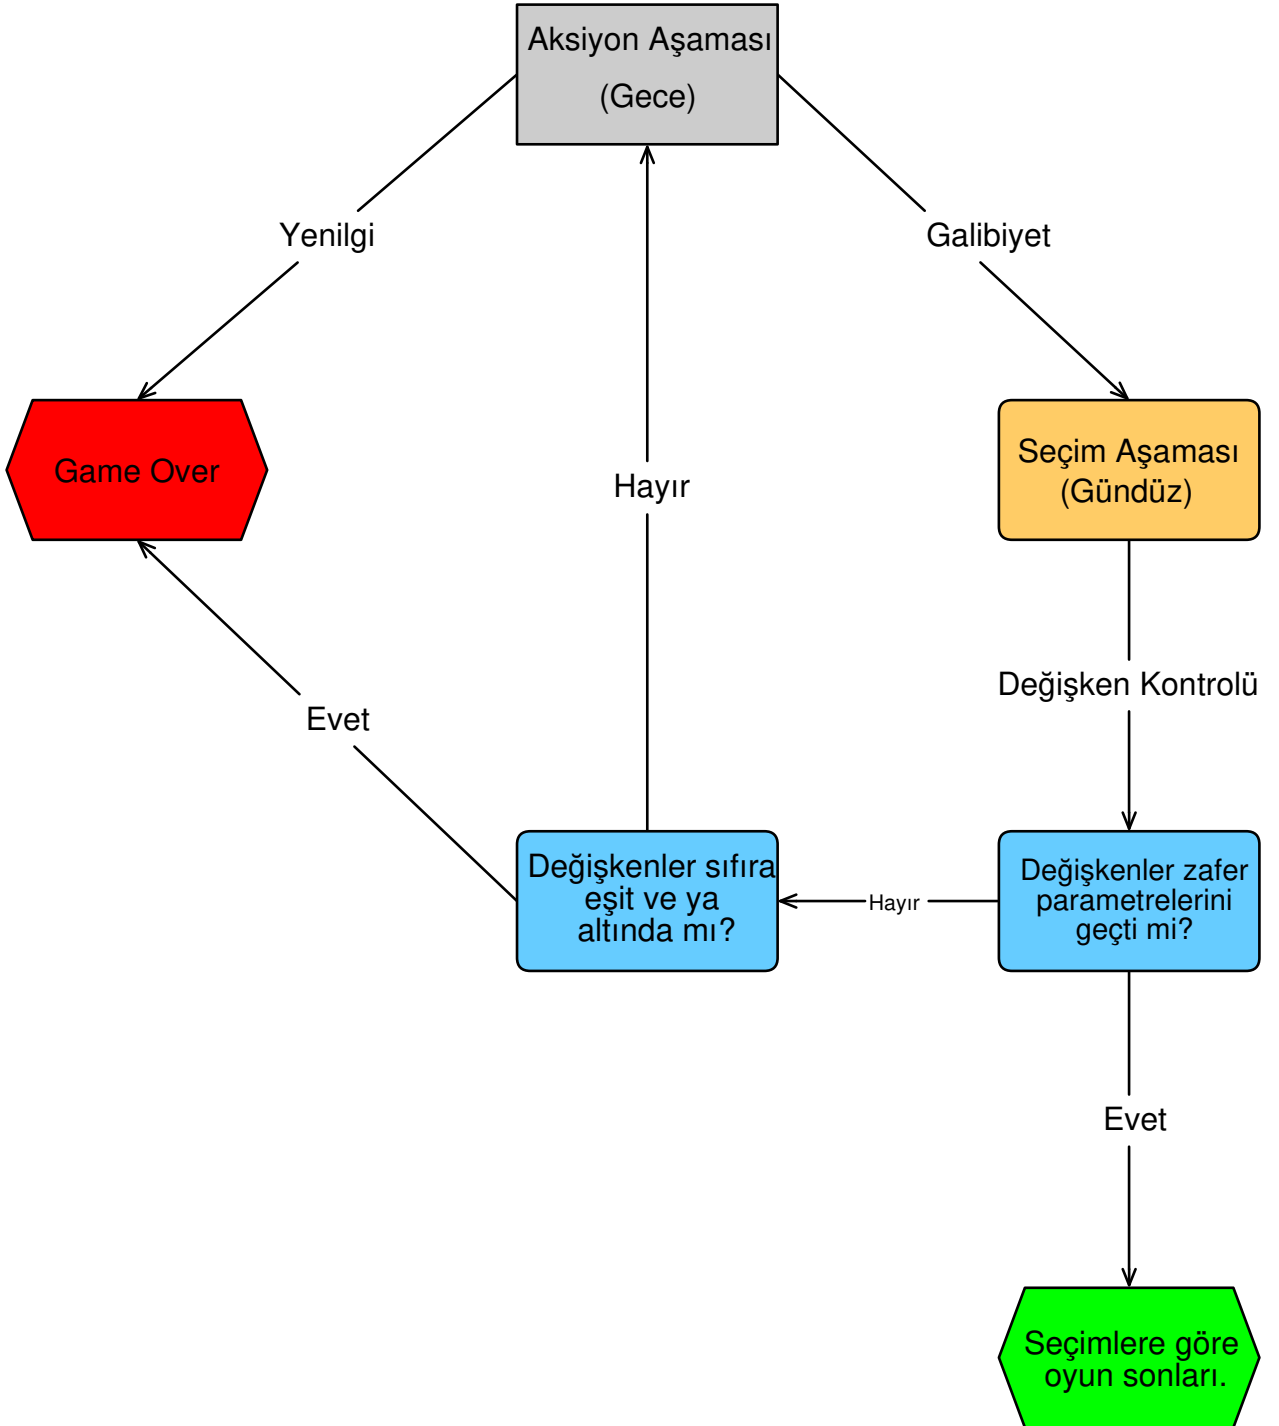 Aksiyon Aşaması
(Gece)
Yenilgi
Galibiyet
Game Over
Hayır
Seçim Aşaması
(Gündüz)
Değişken Kontrolü
Evet
Değişkenler sıfıra
eşit ve ya
altında mı?
Hayır
Değişkenler zafer
parametrelerini
geçti mi?
Evet
Seçimlere göre
oyun sonları.